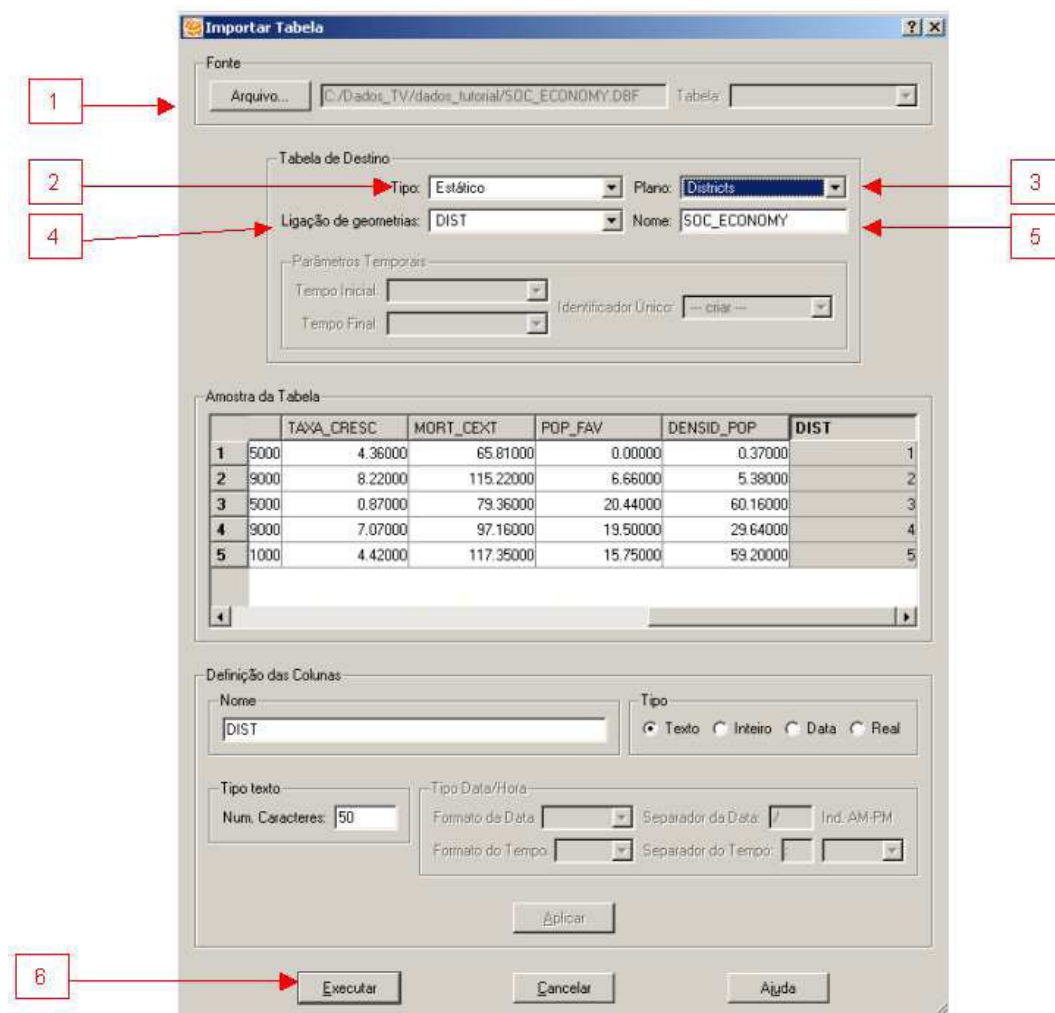 Importar Tabela
Fonte
1
Arquivo... C:/Dados_TV/dados_tutorial/SOC_ECONOMY.DBF Tabela:
Tabela de Destino
2
Tipo: Estático Plano: Districts
3
4
Ligação de geometrias: DIST Nome: SOC_ECONOMY
5
Parâmetros Temporais
Tempo Inicial:
Identificador Único: --- criar ---
Tempo Final:
Amostra da Tabela
TAXA_CRESC MORT_CEXT POP_FAV DENSID_POP DIST
1 5000 4.36000 65.81000 0.00000 0.37000 1
2 9000 8.22000 115.22000 6.66000 5.38000 2
3 5000 0.87000 79.36000 20.44000 60.16000 3
4 9000 7.07000 97.16000 19.50000 29.64000 4
5 1000 4.42000 117.35000 15.75000 59.20000 5
Definição das Colunas
Nome
DIST
Tipo
Texto Inteiro Data Real
Tipo texto
Num. Caracteres: 50
Tipo Data/Hora
Formato da Data Separador da Data: / Ind. AM-PM
Formato do Tempo Separador do Tempo: :
Aplicar
6
Executar Cancelar Ajuda